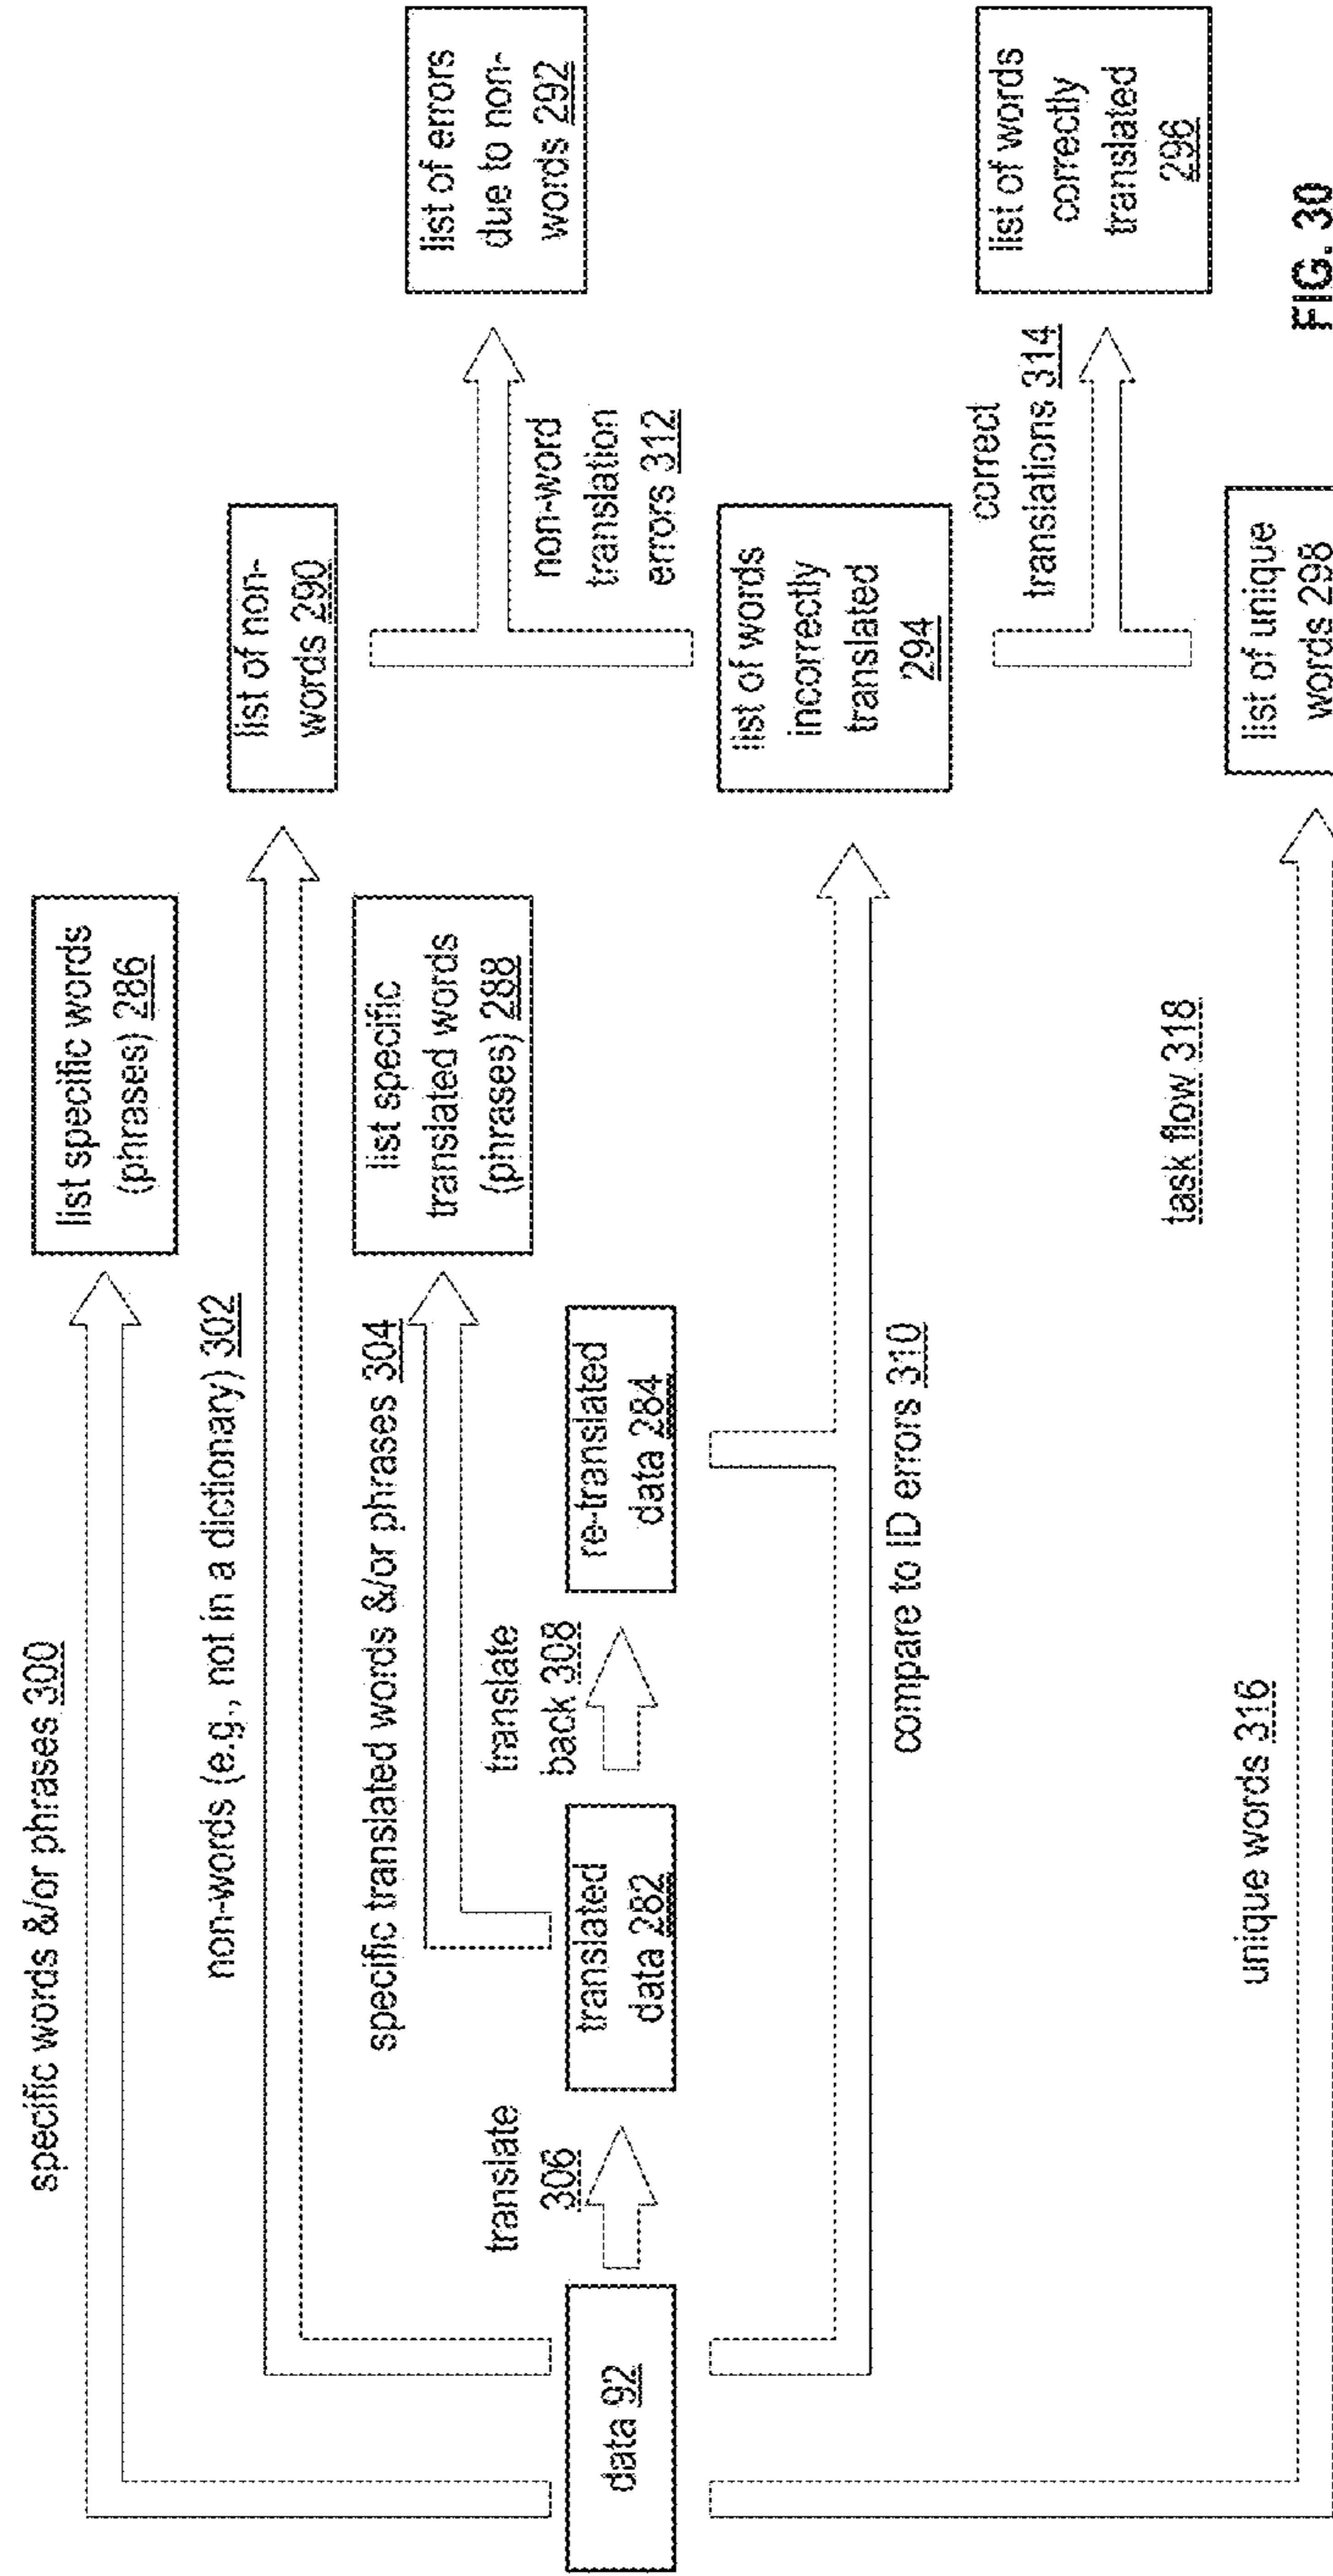 specific words &/or phrases 300
list specific words
(phrases) 286
non-words (e.g., not in a dictionary) 302
list of non-
words 290
specific translated words &/or phrases 304
list specific
translated words
(phrases) 288
list of errors
due to non-
words 292
non-word
translation
errors 312
data 92
translate
306
translated
data 282
translate
back 308
re-translated
data 284
compare to ID errors 310
list of words
incorrectly
translated
294
correct
translations 314
list of words
correctly
translated
296
task flow 318
unique words 316
list of unique
words 298
FIG. 30